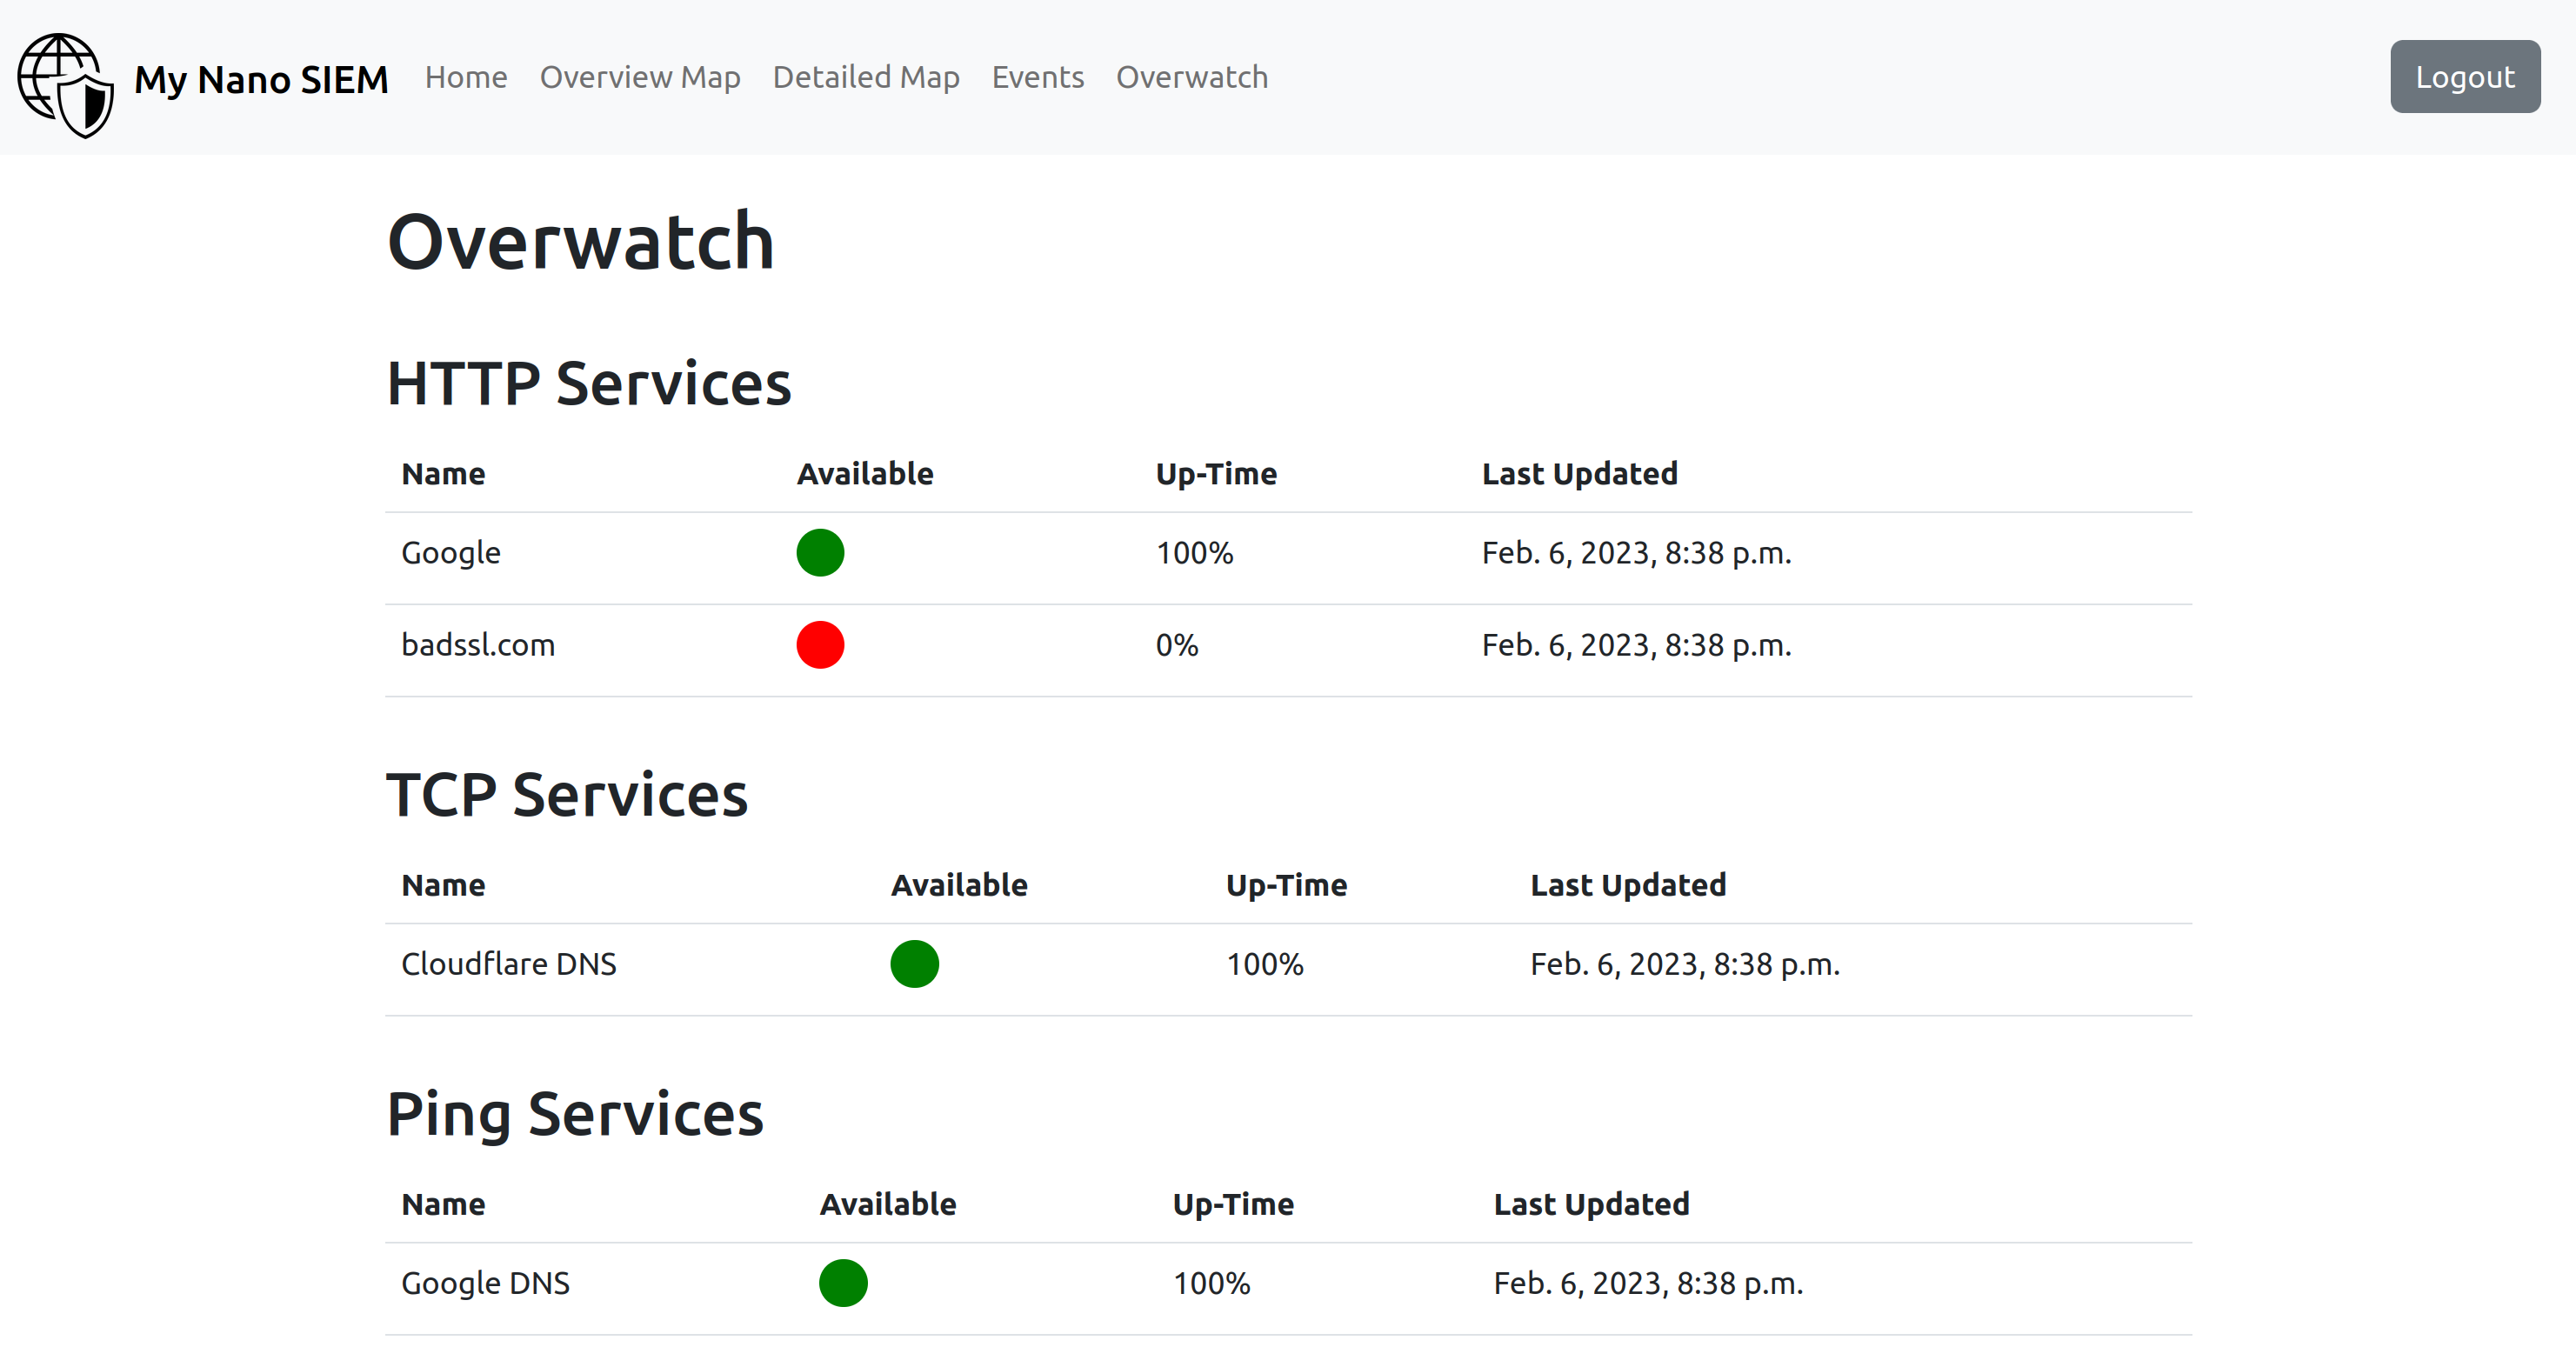 My Nano SIEM Home Overview Map Detailed Map Events Overwatch Logout
Overwatch
HTTP Services
Name Available Up-Time Last Updated
Google 100% Feb. 6, 2023, 8:38 p.m.
badssl.com 0% Feb. 6, 2023, 8:38 p.m.
TCP Services
Name Available Up-Time Last Updated
Cloudflare DNS 100% Feb. 6, 2023, 8:38 p.m.
Ping Services
Name Available Up-Time Last Updated
Google DNS 100% Feb. 6, 2023, 8:38 p.m.